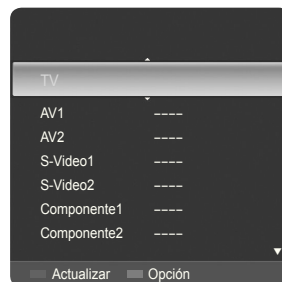 TV
AV1 ----
AV2 ----
S-Video1 ----
S-Video2 ----
Componente1 ----
Componente2 ----
Actualizar Opción